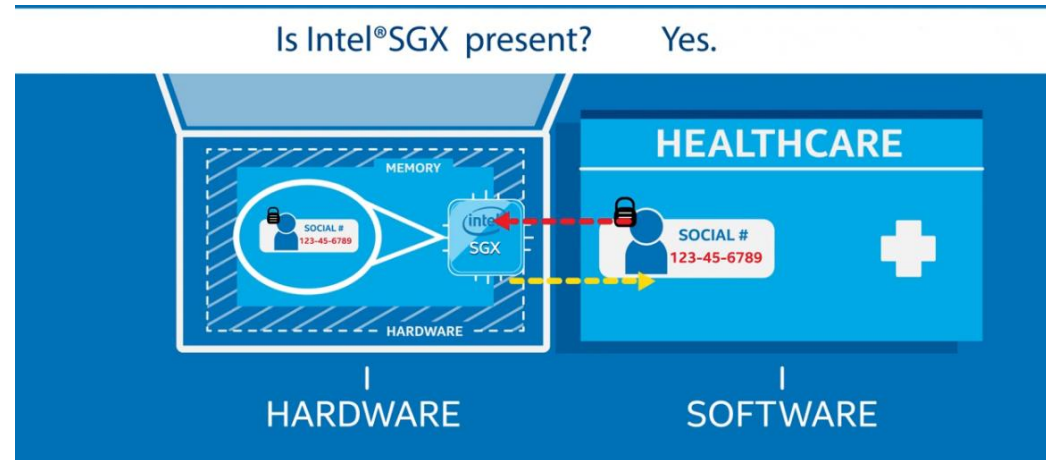 Is Intel®SGX present? Yes.
HEALTHCARE
MEMORY
SOCIAL #
123-45-6789
intel
SGX
SOCIAL #
123-45-6789
HARDWARE
HARDWARE
SOFTWARE